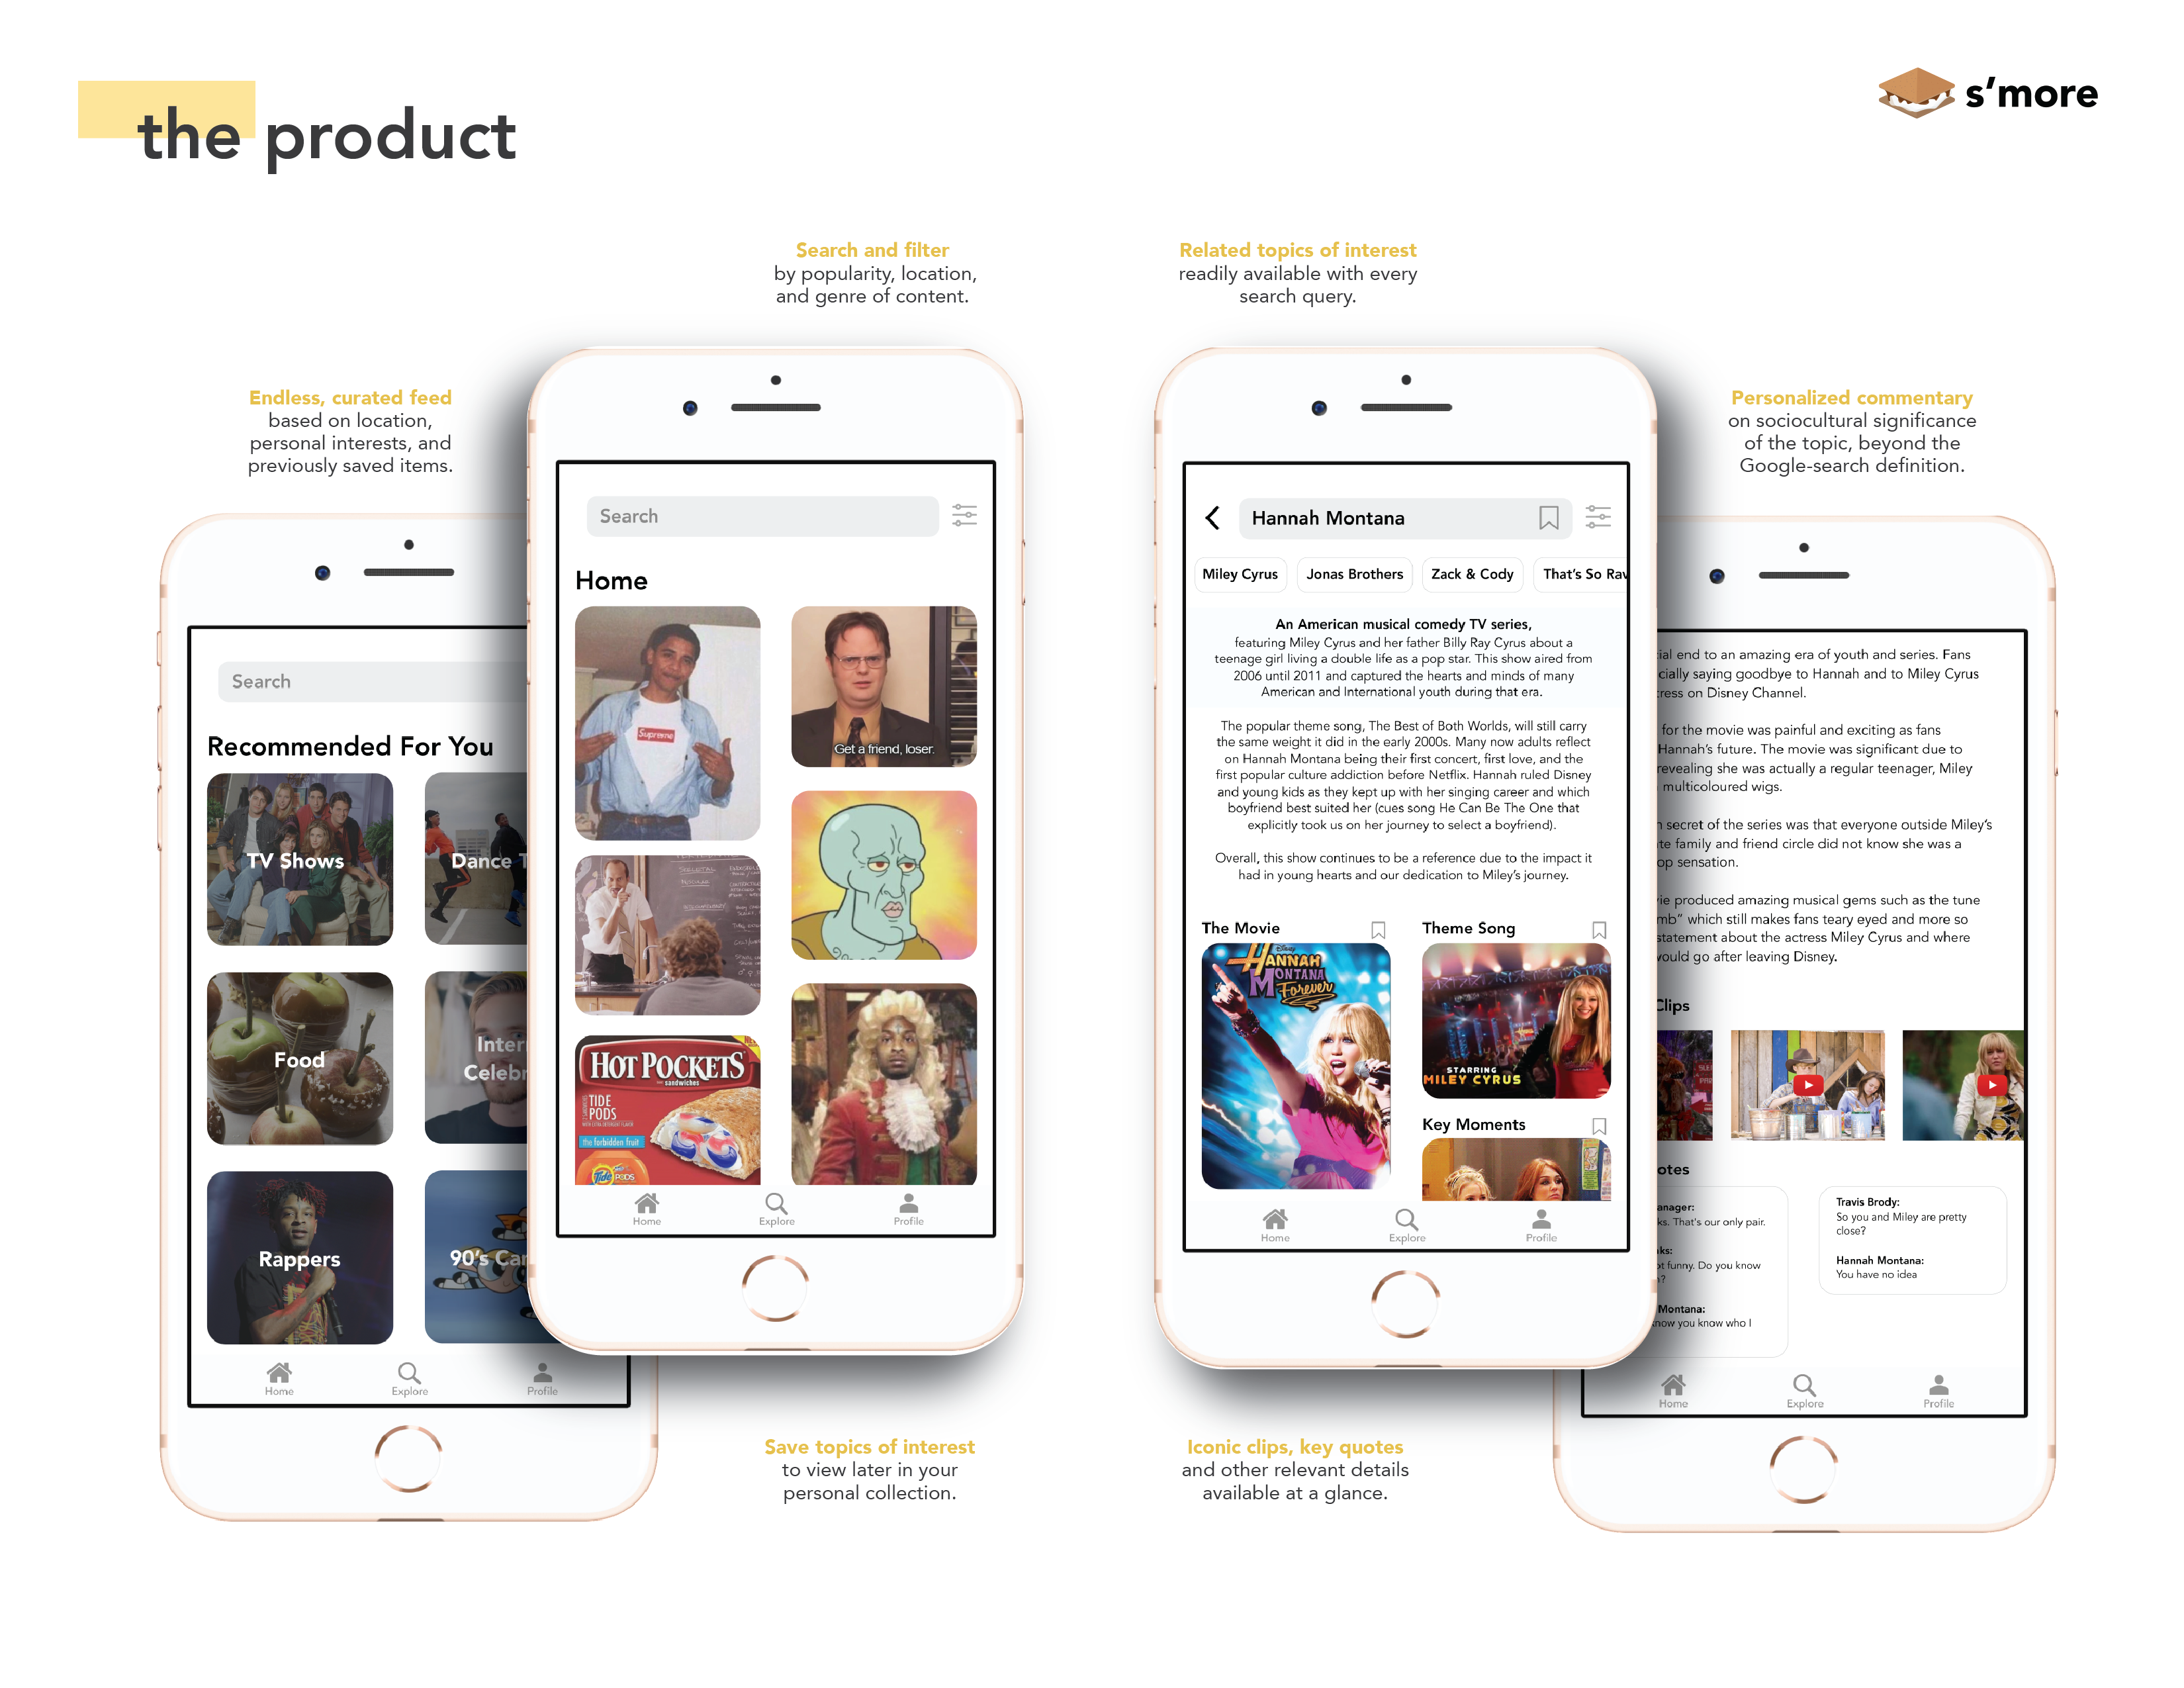 the product
s'more
Search and filter
by popularity, location,
and genre of content.
Related topics of interest
readily available with every
search query.
Endless, curated feed
based on location,
personal interests, and
previously saved items.
Personalized commentary
on sociocultural significance
of the topic, beyond the
Google-search definition.
Search
Recommended For You
TV Shows
Dance
Food
Rappers
90's
Home
Explore
Profile
Search
Home
Supreme
Get a friend, loser.
HOT POCKETS
sandwiches
TIDE
PODS
the forbidden fruit
Tide PODS
Home
Explore
Profile
Hannah Montana
Miley Cyrus
Jonas Brothers
Zack & Cody
That's So Rav
An American musical comedy TV series,
featuring Miley Cyrus and her father Billy Ray Cyrus about a
teenage girl living a double life as a pop star. This show aired from
2006 until 2011 and captured the hearts and minds of many
American and International youth during that era.
The popular theme song, The Best of Both Worlds, will still carry
the same weight it did in the early 2000s. Many now adults reflect
on Hannah Montana being their first concert, first love, and the
first popular culture addiction before Netflix. Hannah ruled Disney
and young kids as they kept up with her singing career and which
boyfriend best suited her (cues song He Can Be The One that
explicitly took us on her journey to select a boyfriend).
Overall, this show continues to be a reference due to the impact it
had in young hearts and our dedication to Miley's journey.
The Movie
Theme Song
Disney
HANNAH
MONTANA
Forever
STARRING
MILEY CYRUS
Key Moments
Home
Explore
Profile
ial end to an amazing era of youth and series. Fans
cially saying goodbye to Hannah and to Miley Cyrus
ress on Disney Channel.
for the movie was painful and exciting as fans
Hannah's future. The movie was significant due to
revealing she was actually a regular teenager, Miley
multicoloured wigs.
secret of the series was that everyone outside Miley's
te family and friend circle did not know she was a
op sensation.
ie produced amazing musical gems such as the tune
mb" which still makes fans teary eyed and more so
statement about the actress Miley Cyrus and where
would go after leaving Disney.
Clips
otes
anager:
ks. That's our only pair.
ks:
ot funny. Do you know
?
Montana:
now you know who I
Travis Brody:
So you and Miley are pretty
close?
Hannah Montana:
You have no idea
Home
Explore
Profile
Save topics of interest
to view later in your
personal collection.
Iconic clips, key quotes
and other relevant details
available at a glance.